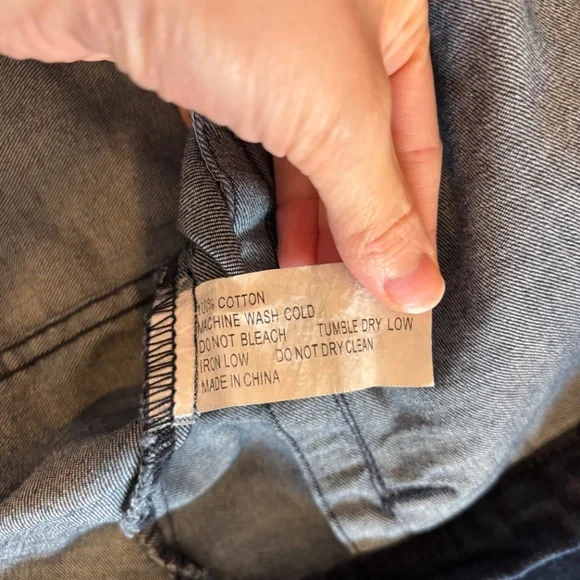 100% COTTON
MACHINE WASH COLD
DO NOT BLEACH TUMBLE DRY LOW
IRON LOW DO NOT DRY CLEAN
MADE IN CHINA